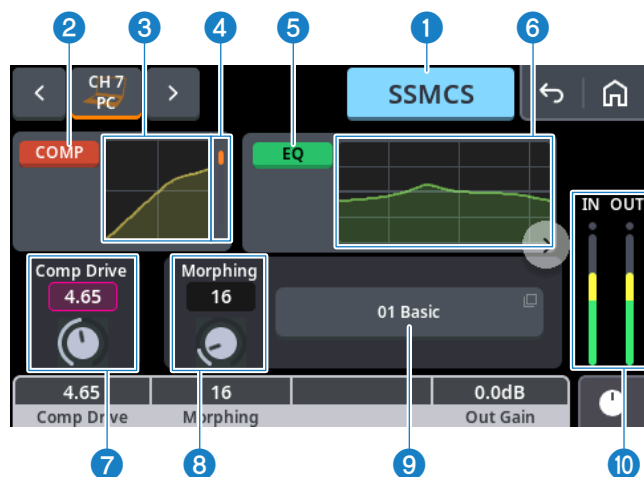 2 3 4 5 1 6
< CH 7 PC > SSMCS
COMP EQ
IN OUT
Comp Drive Morphing
4.65 16
01 Basic
4.65 16 0.0dB
Comp Drive Morphing Out Gain
7 8 9 10